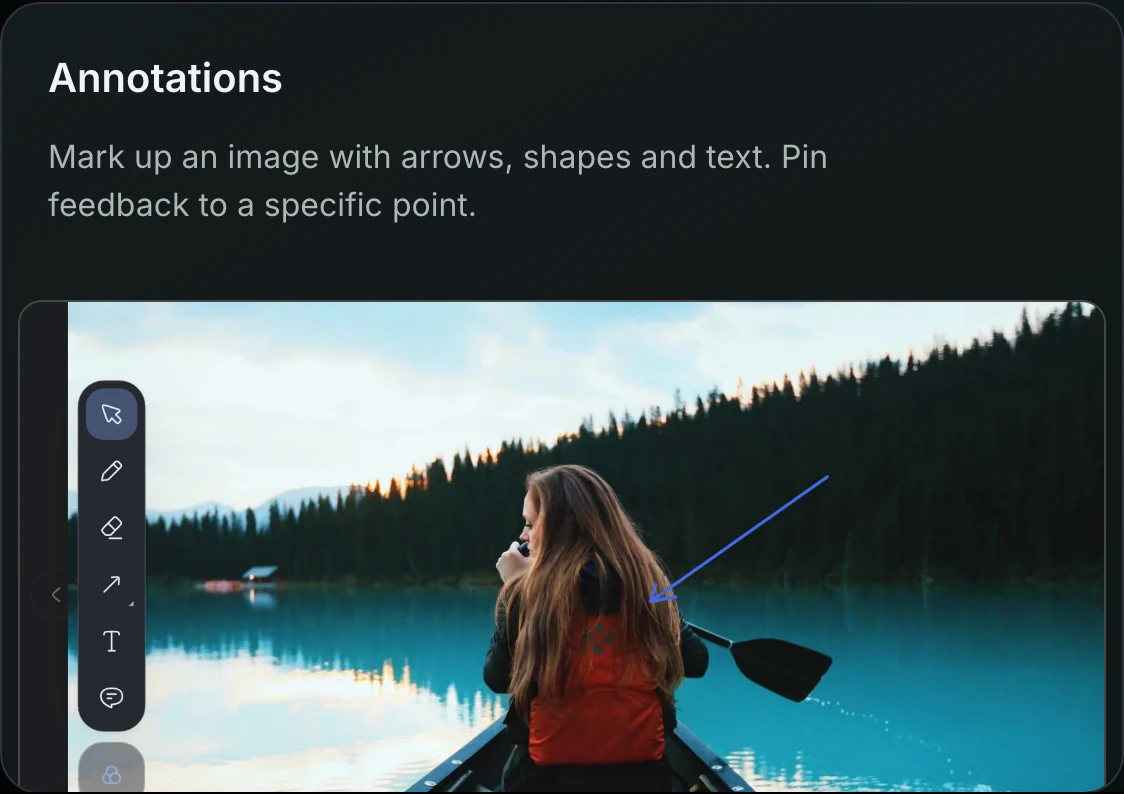 Annotations
Mark up an image with arrows, shapes and text. Pin
feedback to a specific point.